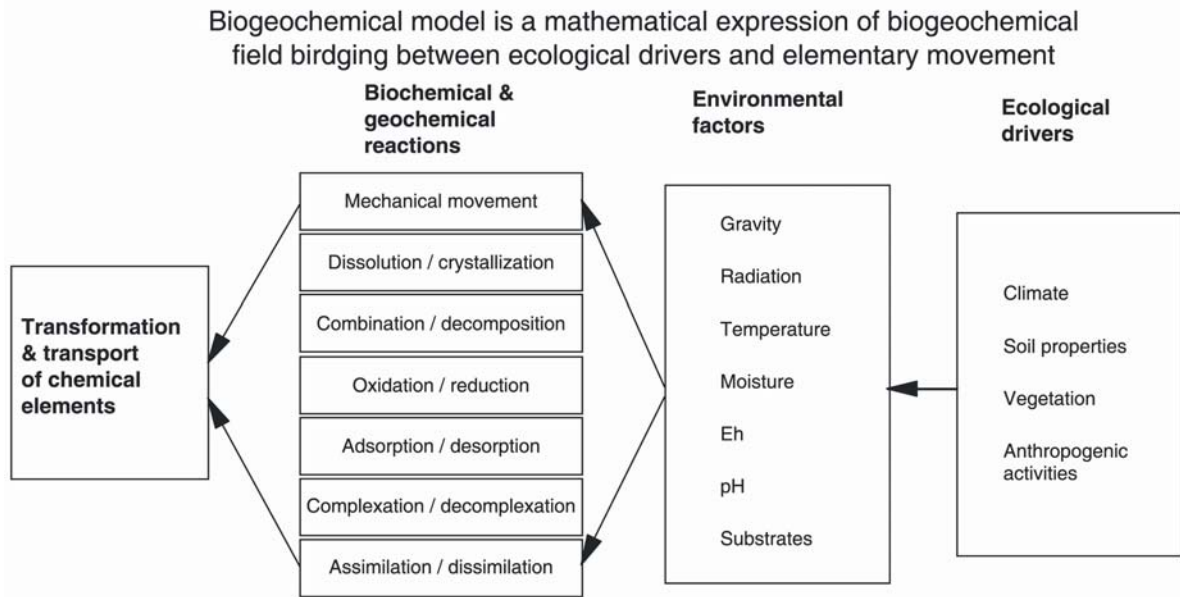 Biogeochemical model is a mathematical expression of biogeochemical
field birdging between ecological drivers and elementary movement
Biochemical &
geochemical
reactions
Environmental
factors
Ecological
drivers
Transformation
& transport
of chemical
elements
Mechanical movement
Dissolution / crystallization
Combination / decomposition
Oxidation / reduction
Adsorption / desorption
Complexation / decomplexation
Assimilation / dissimilation
Gravity
Radiation
Temperature
Moisture
Eh
pH
Substrates
Climate
Soil properties
Vegetation
Anthropogenic
activities